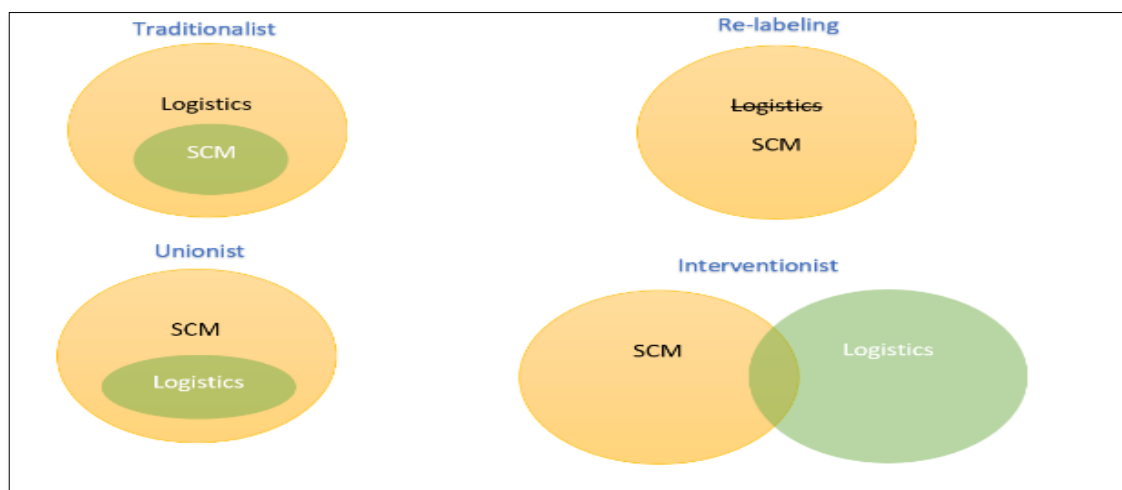 Traditionalist
Logistics
SCM
Re-labeling
Logistics
SCM
Unionist
SCM
Logistics
Interventionist
SCM
Logistics